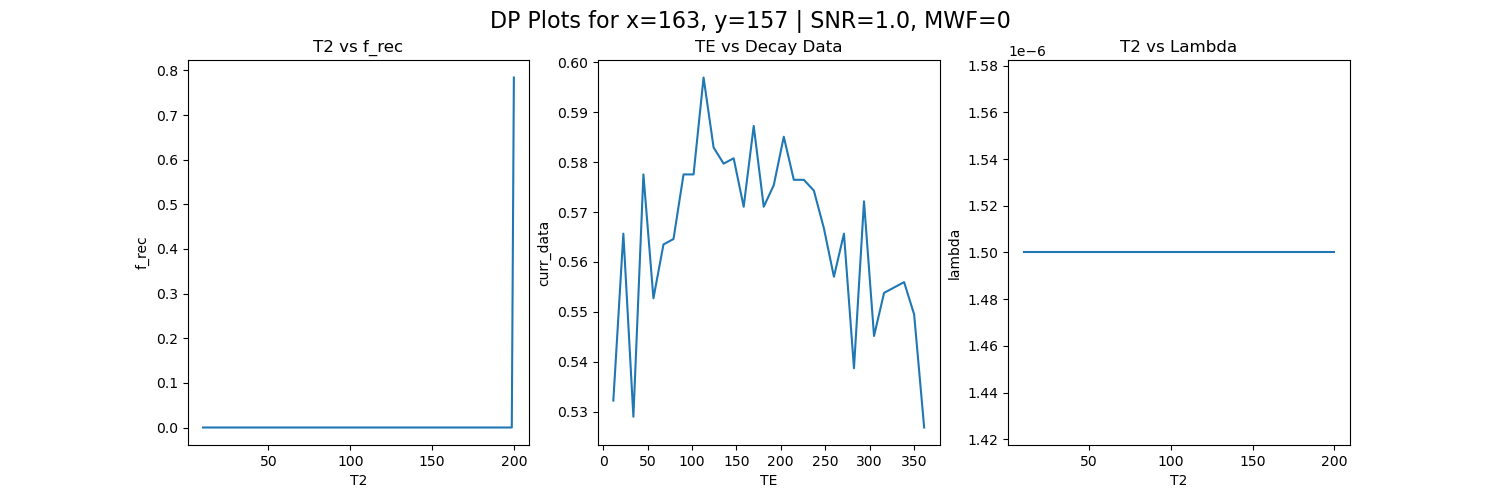 DP Plots for x=163, y=157 | SNR=1.0, MWF=0
T2 vs f_rec
0.8
0.7
0.6
0.5
0.4
0.3
0.2
0.1
0.0
f_rec
50 100 150 200
T2
TE vs Decay Data
0.60
0.59
0.58
0.57
0.56
0.55
0.54
0.53
curr_data
0 50 100 150 200 250 300 350
TE
T2 vs Lambda
1e−6
1.58
1.56
1.54
1.52
1.50
1.48
1.46
1.44
1.42
lambda
50 100 150 200
T2